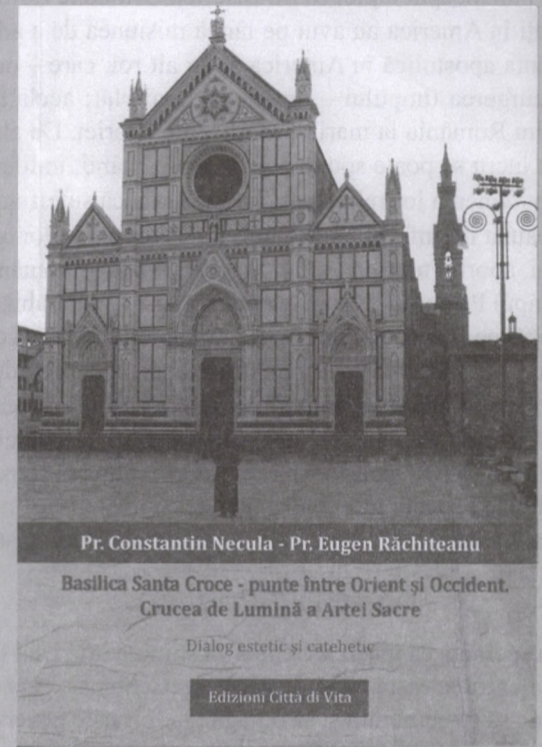 Pr. Constantin Necula - Pr. Eugen Răchiteanu
Basilica Santa Croce - punte între Orient și Occident.
Crucea de Lumină a Artei Sacre
Dialog estetic și catehetic
Edizioni Città di Vita